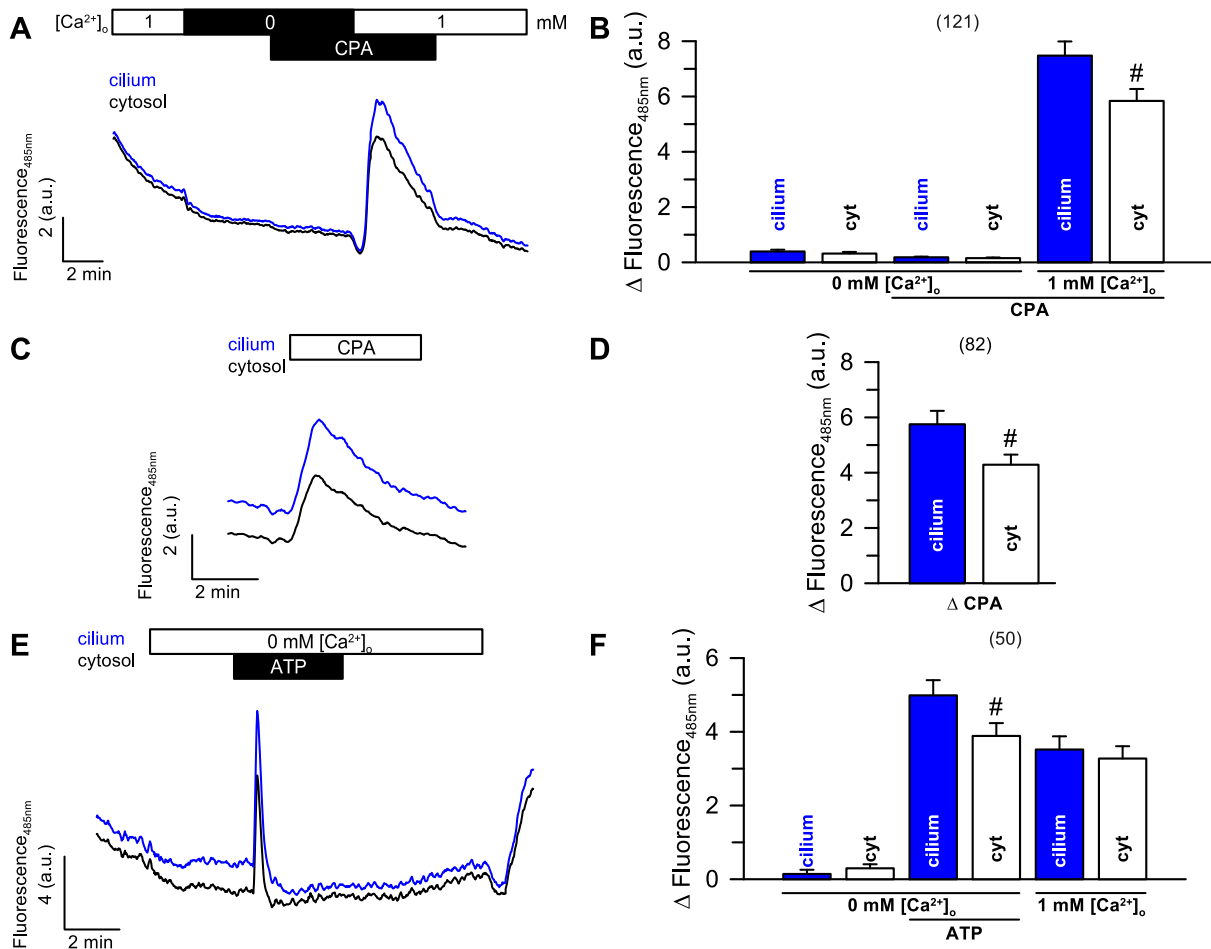 A
[Ca²⁺]ₒ 1 0 1 mM
CPA
cilium
cytosol
Fluorescence₄₈₅ₙₘ
2 (a.u.)
2 min
B
(121)
Δ Fluorescence₄₈₅ₙₘ (a.u.)
8
6
4
2
0
cilium
cyt
cilium
cyt
cilium
cyt
#
0 mM [Ca²⁺]ₒ
1 mM [Ca²⁺]ₒ
CPA
C
cilium
cytosol
CPA
Fluorescence₄₈₅ₙₘ
2 (a.u.)
2 min
D
(82)
Δ Fluorescence₄₈₅ₙₘ (a.u.)
8
6
4
2
0
cilium
cyt
#
Δ CPA
E
cilium
cytosol
0 mM [Ca²⁺]ₒ
ATP
Fluorescence₄₈₅ₙₘ
4 (a.u.)
2 min
F
(50)
Δ Fluorescence₄₈₅ₙₘ (a.u.)
6
4
2
0
cilium
cyt
cilium
cyt
#
cilium
cyt
0 mM [Ca²⁺]ₒ
1 mM [Ca²⁺]ₒ
ATP